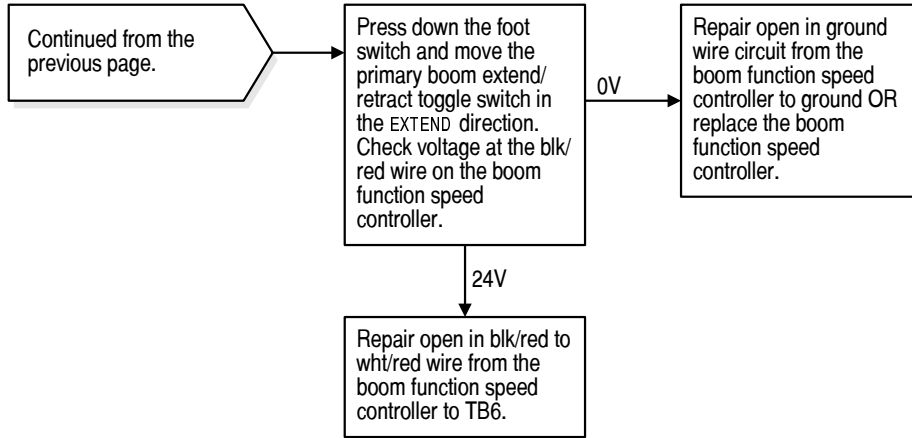 Continued from the
previous page.
Press down the foot
switch and move the
primary boom extend/
retract toggle switch in
the EXTEND direction.
Check voltage at the blk/
red wire on the boom
function speed
controller.
0V
Repair open in ground
wire circuit from the
boom function speed
controller to ground OR
replace the boom
function speed
controller.
24V
Repair open in blk/red to
wht/red wire from the
boom function speed
controller to TB6.